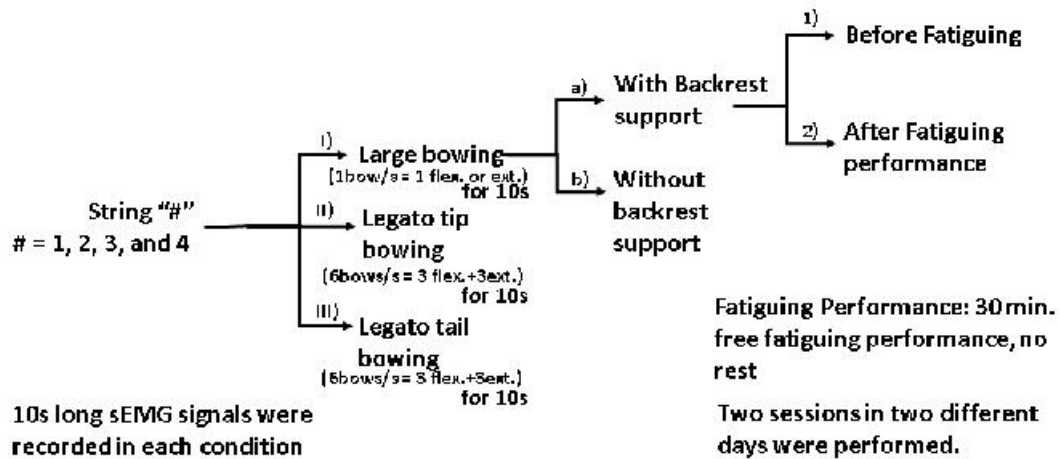 String “#”
# = 1, 2, 3, and 4
I)
Large bowing
(1bow/s= 1 flex. or ext.)
for 10s
II)
Legato tip
bowing
(6bows/s= 3 flex.+3ext.)
for 10s
III)
Legato tail
bowing
(6bows/s= 3 flex.+3ext.)
for 10s
a)
With Backrest
support
b)
Without
backrest
support
1)
Before Fatiguing
2)
After Fatiguing
performance
Fatiguing Performance: 30 min.
free fatiguing performance, no
rest
10s long sEMG signals were
recorded in each condition
Two sessions in two different
days were performed.